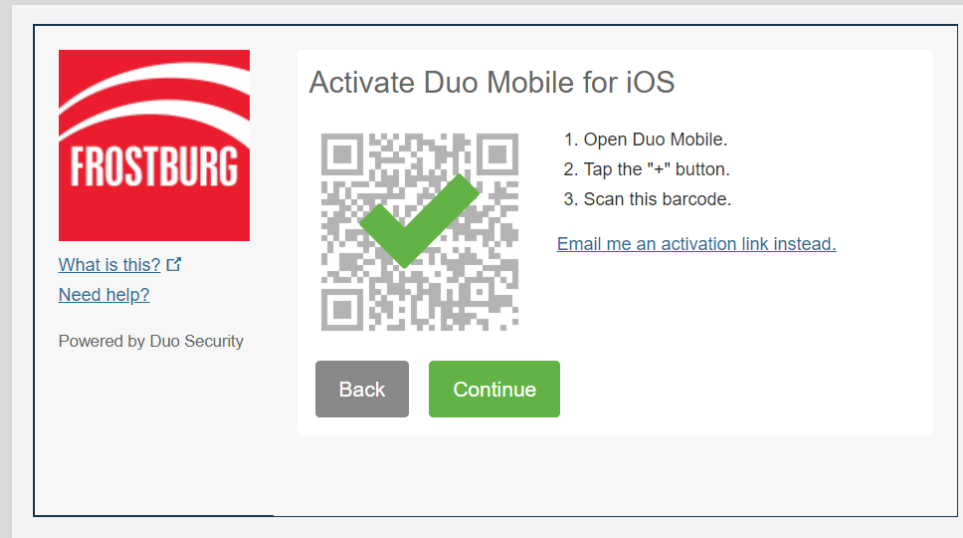 FROSTBURG
What is this?
Need help?
Powered by Duo Security
Activate Duo Mobile for iOS
1. Open Duo Mobile.
2. Tap the "+" button.
3. Scan this barcode.
Email me an activation link instead.
Back
Continue